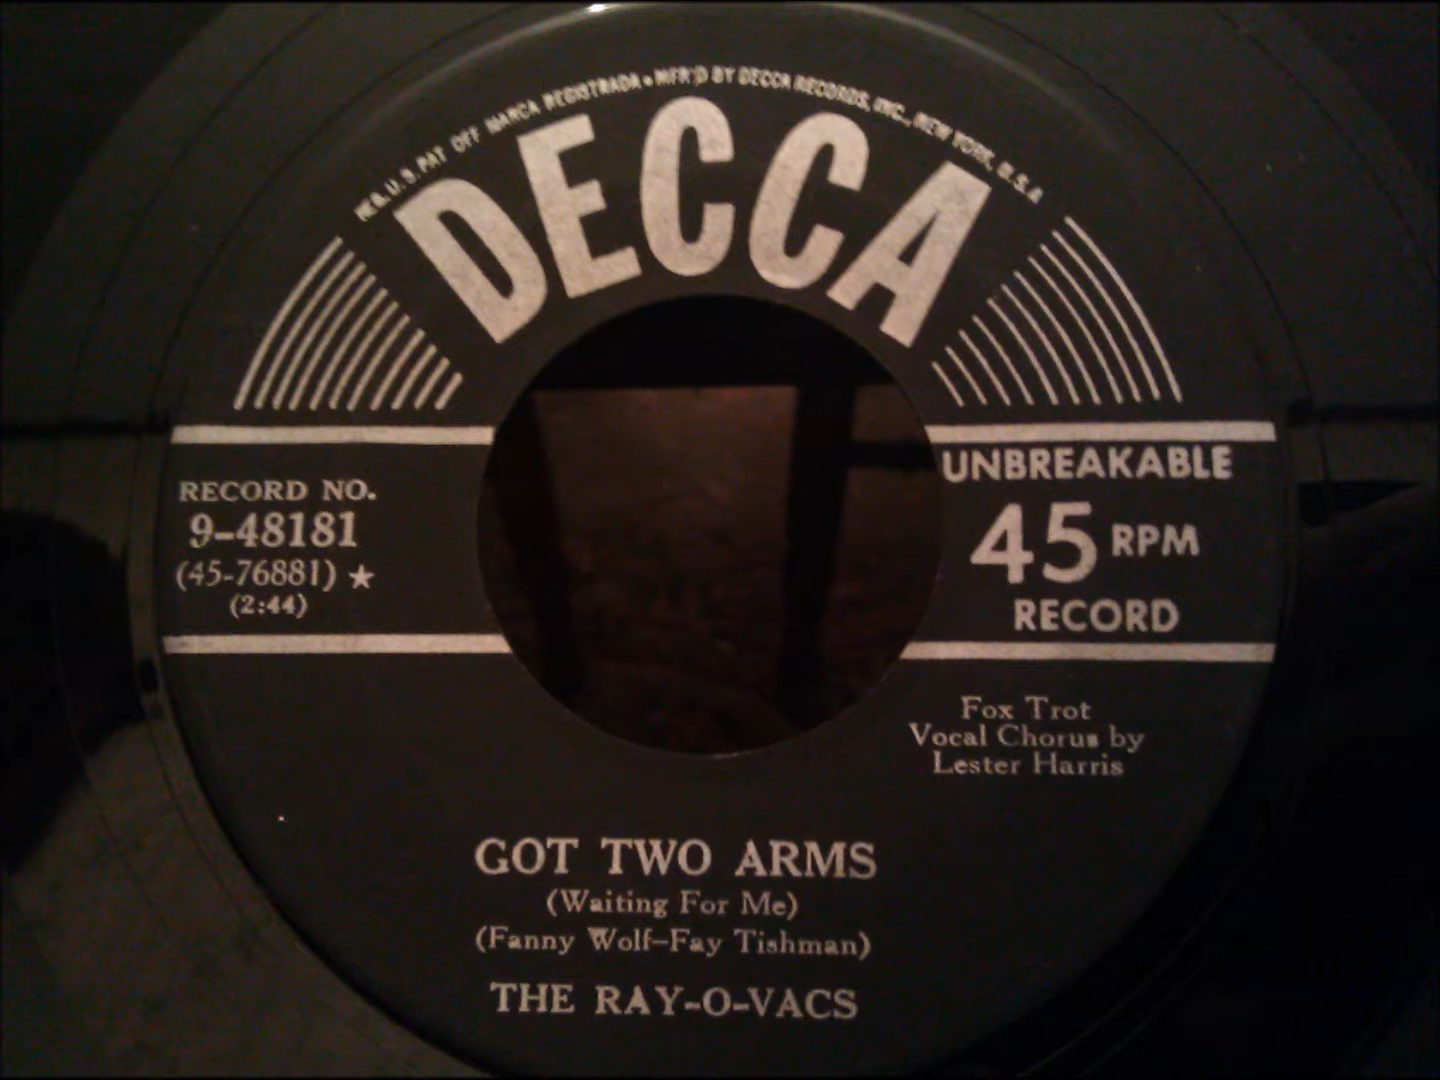 REG. U.S. PAT OFF MARCA REGISTRADA • MFR'D BY DECCA RECORDS, INC., NEW YORK, U.S.A
DECCA
RECORD NO.
9-48181
(45-76881) ★
(2:44)
UNBREAKABLE
45 RPM
RECORD
Fox Trot
Vocal Chorus by
Lester Harris
GOT TWO ARMS
(Waiting For Me)
(Fanny Wolf-Fay Tishman)
THE RAY-O-VACS